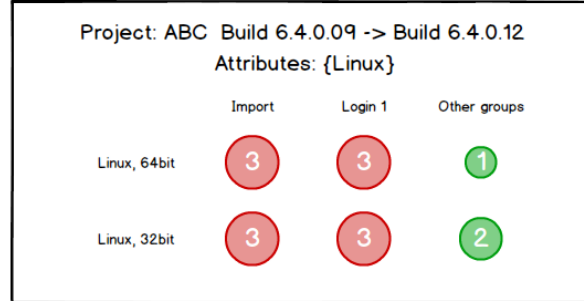 Project: ABC Build 6.4.0.09 -> Build 6.4.0.12
Attributes: {Linux}
Import Login 1 Other groups
Linux, 64bit 3 3 1
Linux, 32bit 3 3 2